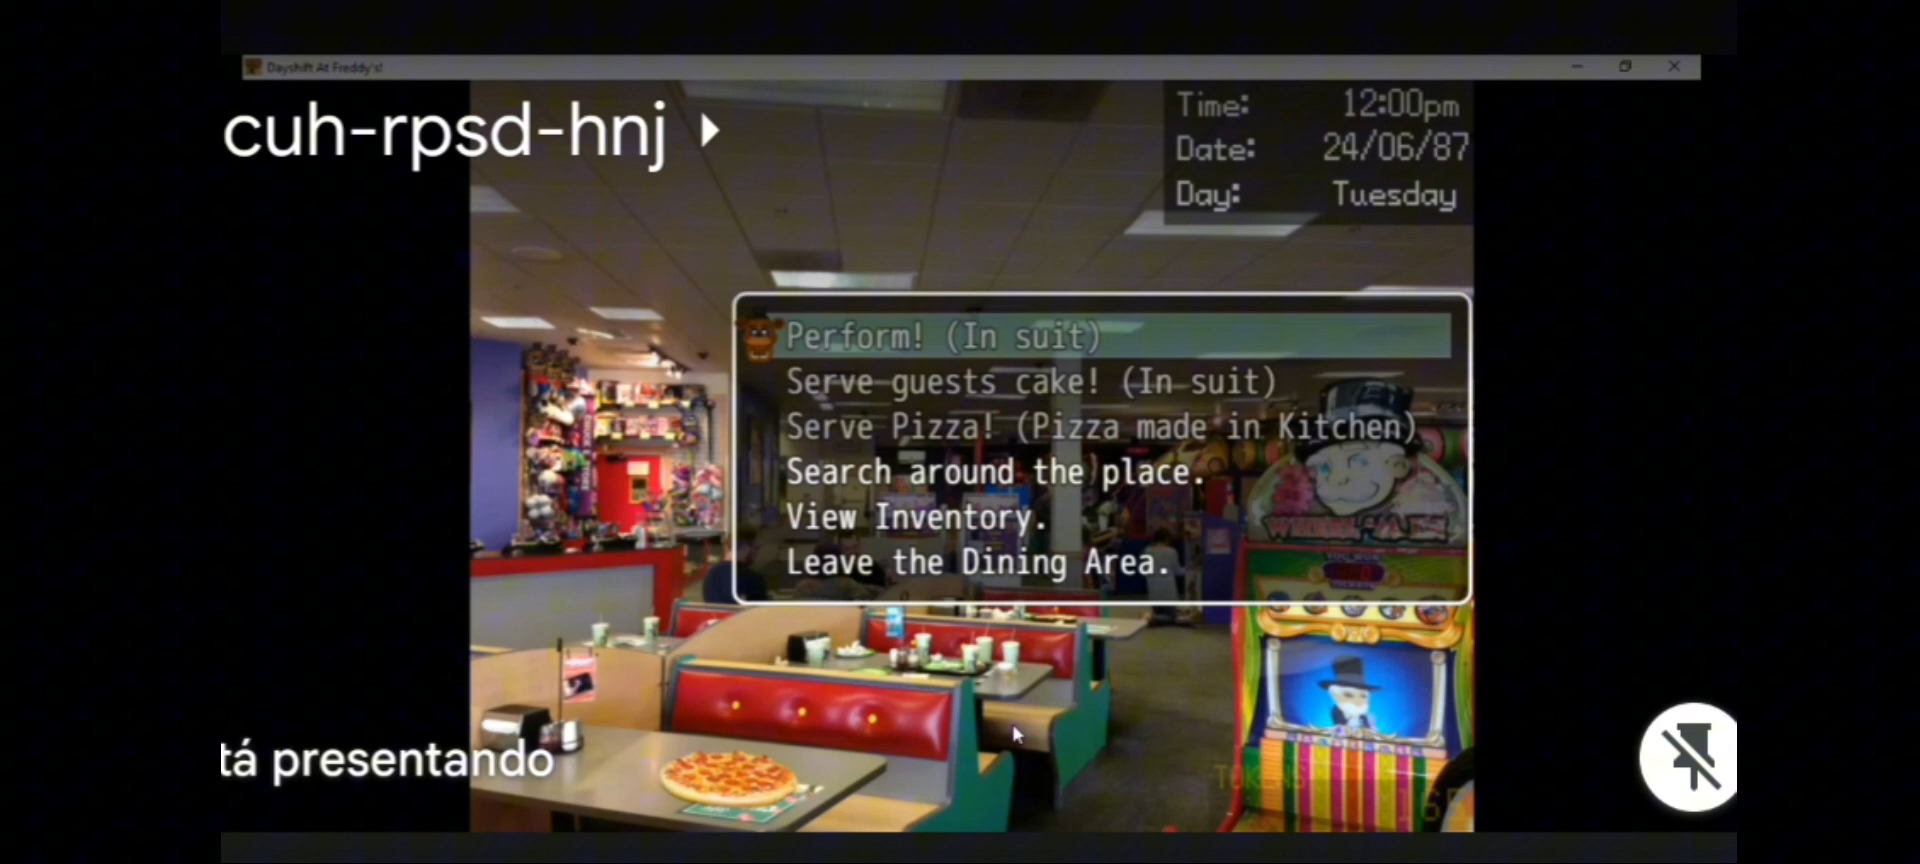 Dayshift At Freddy's!
cuh-rpsd-hnj
Time: 12:00pm
Date: 24/06/87
Day: Tuesday
Perform! (In suit)
Serve guests cake! (In suit)
Serve Pizza! (Pizza made in Kitchen)
Search around the place.
View Inventory.
Leave the Dining Area.
tá presentando